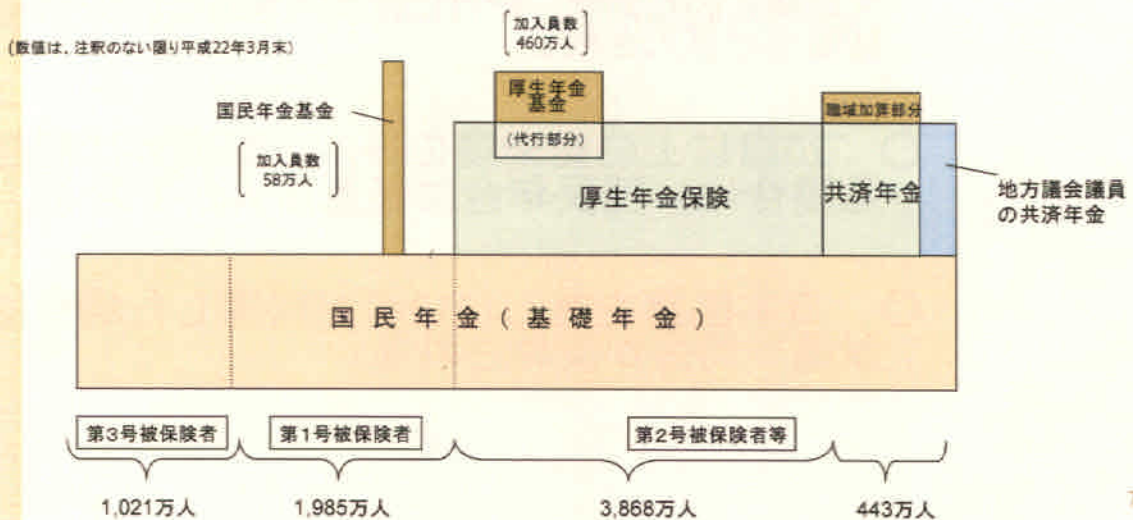 (数値は、注釈のない限り平成22年3月末)
加入員数
460万人
国民年金基金
加入員数
58万人
厚生年金
基金
(代行部分)
職域加算部分
厚生年金保険
共済年金
地方議会議員
の共済年金
国民年金(基礎年金)
第3号被保険者
第1号被保険者
第2号被保険者等
1,021万人
1,985万人
3,868万人
443万人
7